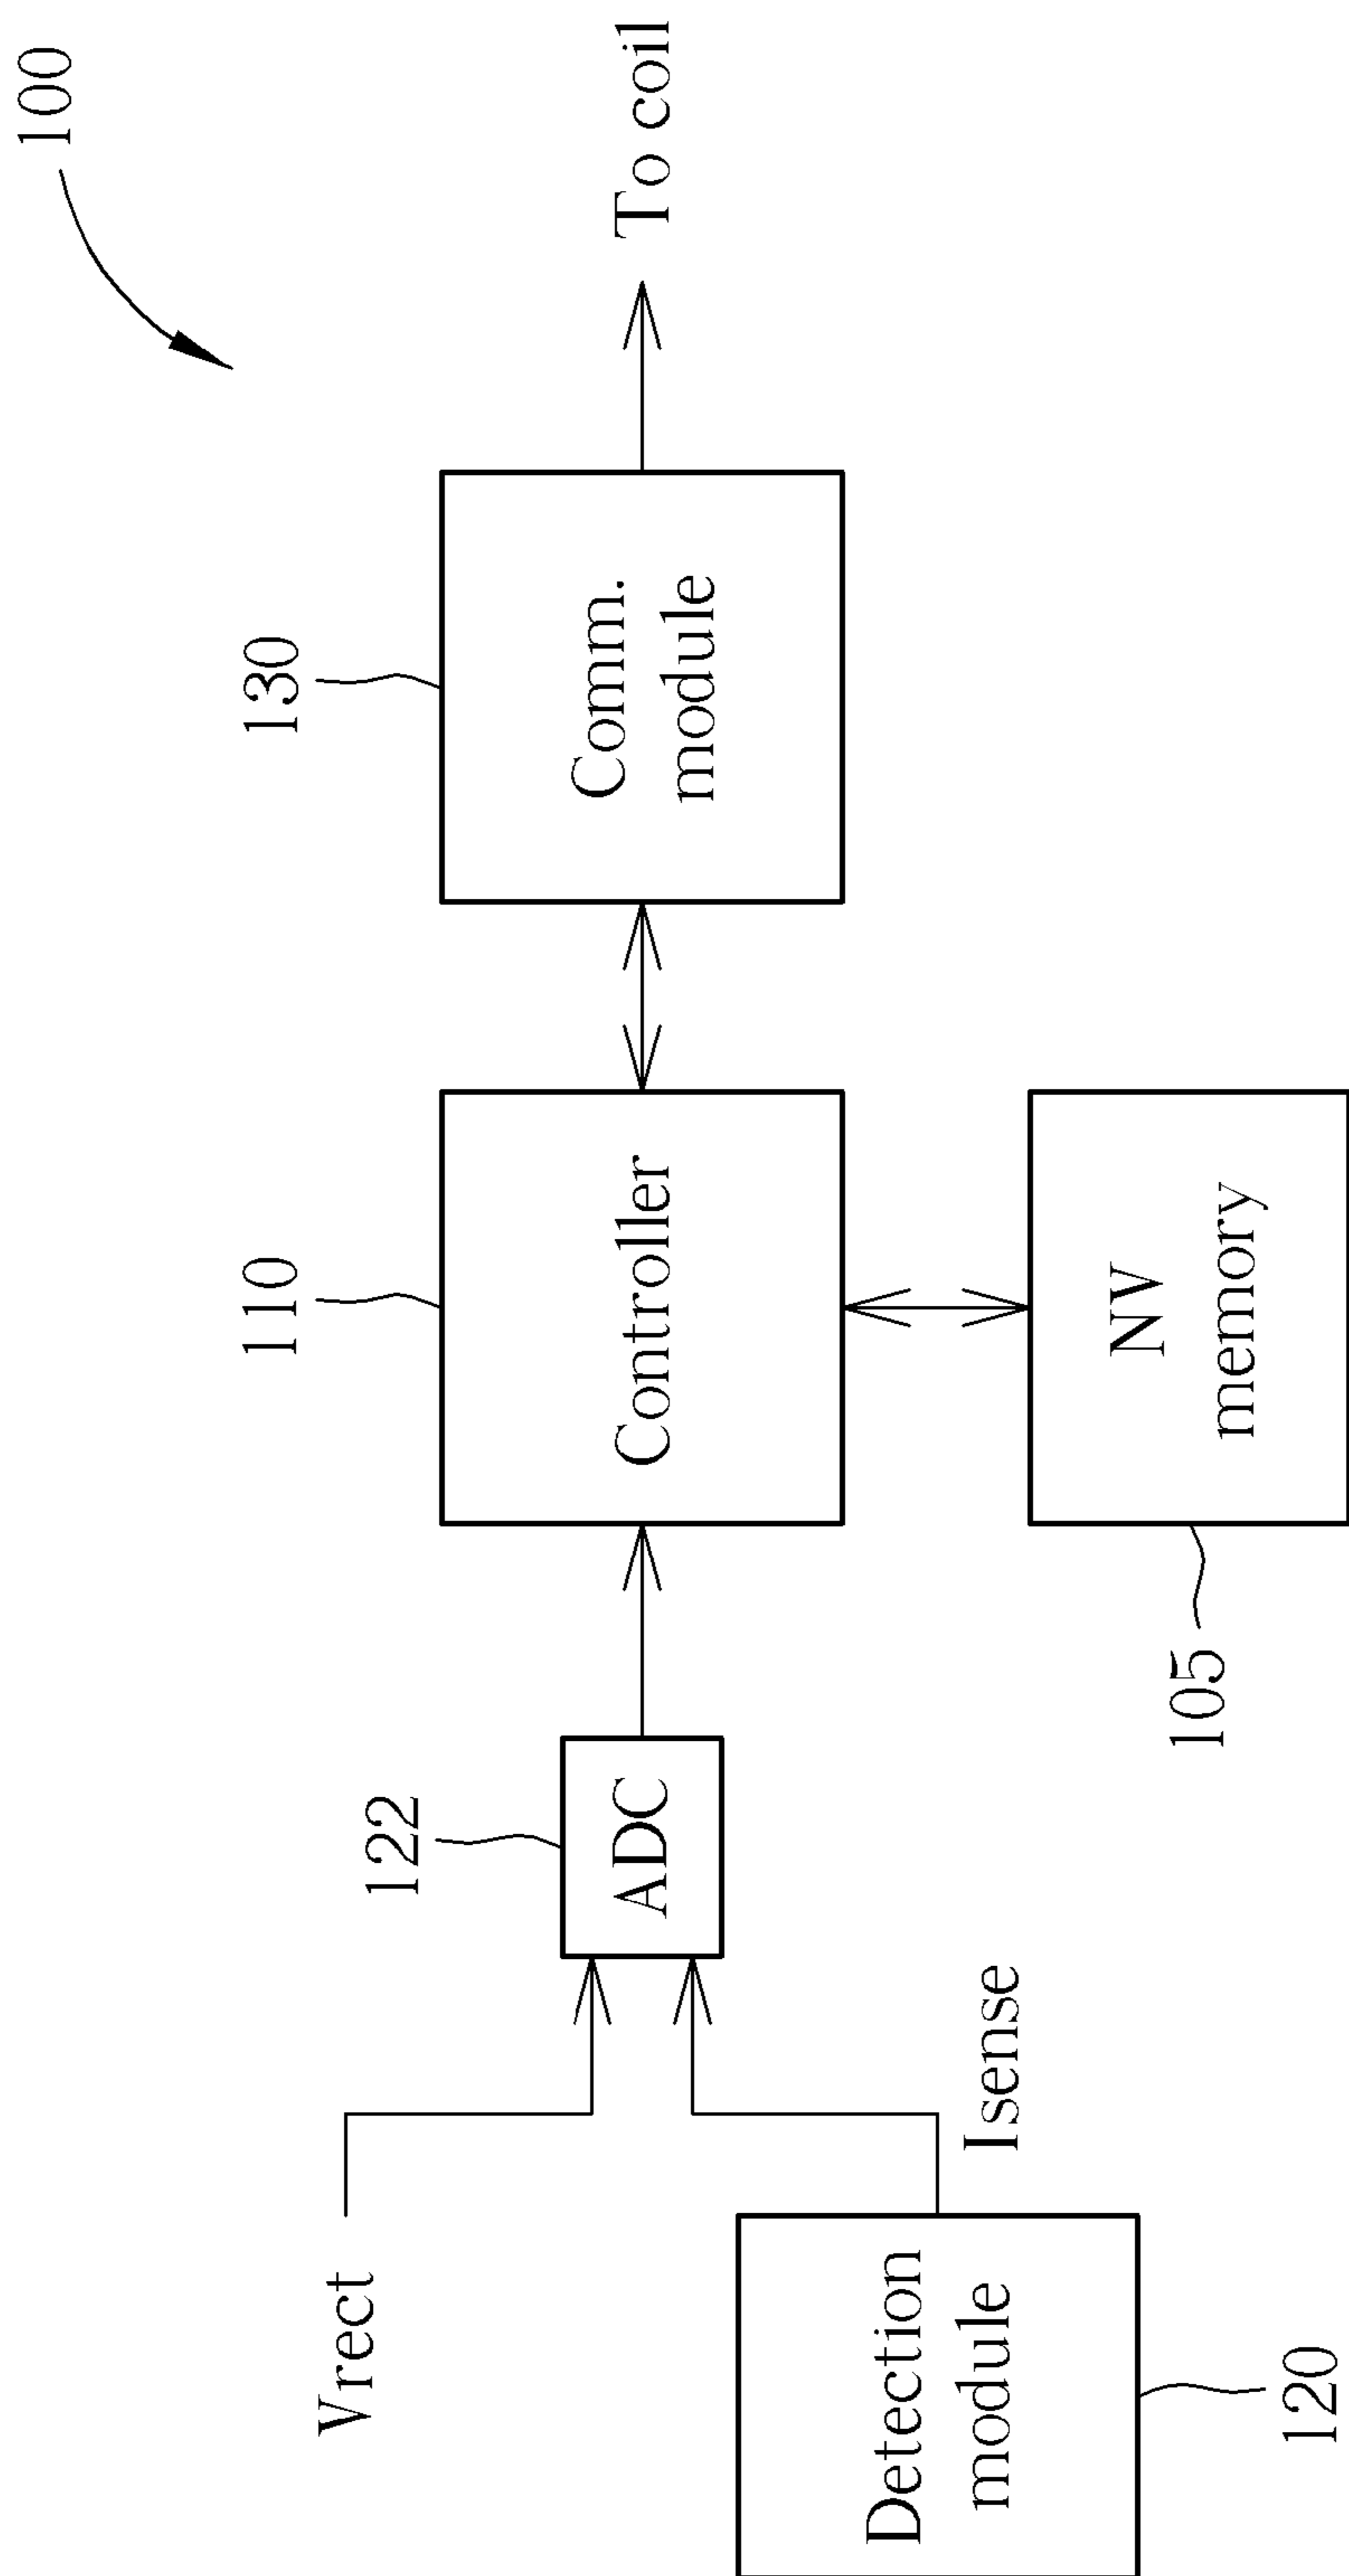 100
130
110
122
Vrect
Comm.
module
To coil
Controller
ADC
Isense
Detection
module
NV
memory
105
120